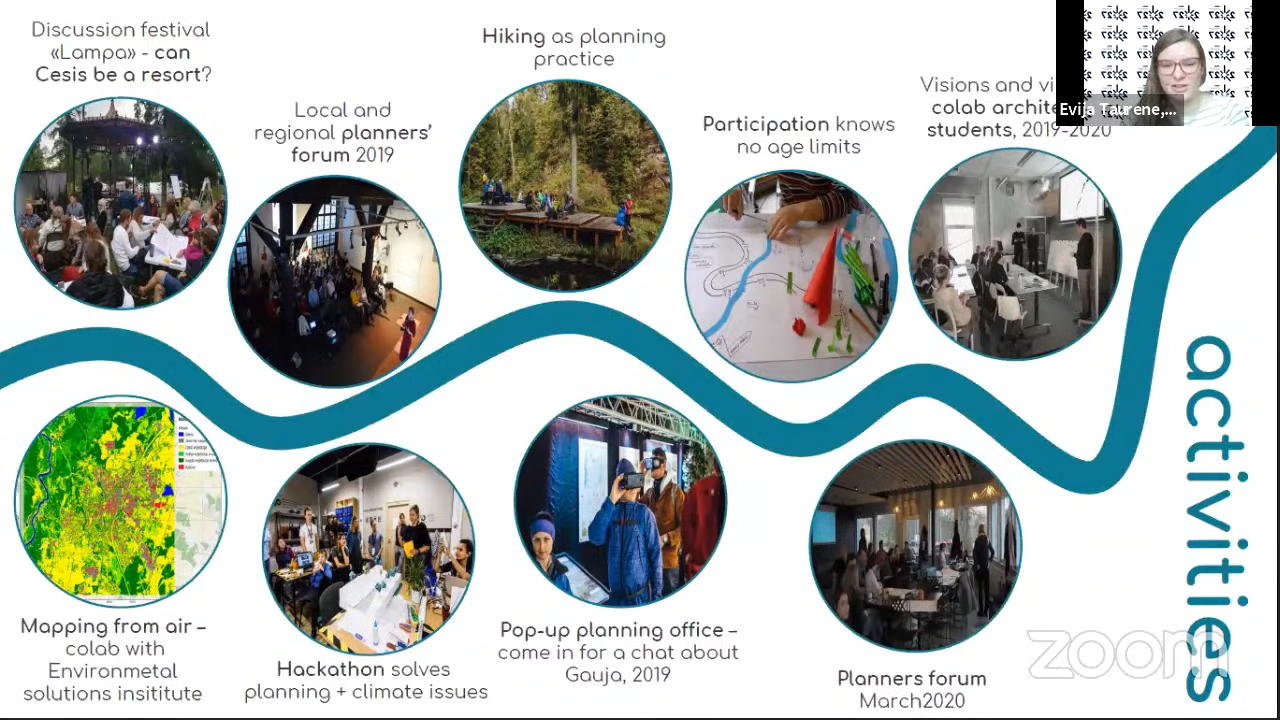 Discussion festival
«Lampa» - can
Cesis be a resort?
Local and
regional planners’
forum 2019
Hiking as planning
practice
Participation knows
no age limits
Visions and
colab
students, 2019-2020
Evija Taurene,...
activities
Mapping from air –
colab with
Environmetal
solutions insititute
Hackathon solves
planning + climate issues
Pop-up planning office –
come in for a chat about
Gauja, 2019
Planners forum
March2020
zoom